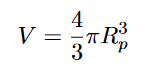 V = \frac{4}{3} \pi R_p^3